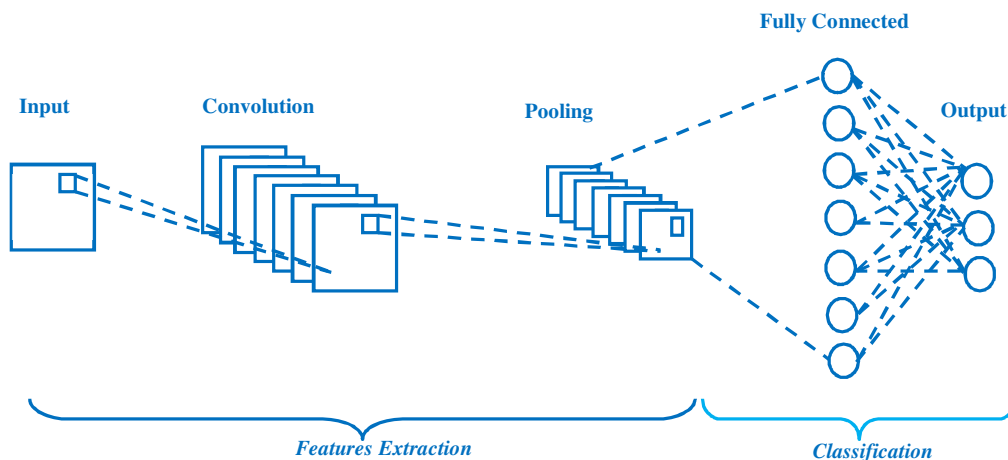 Fully Connected
Input
Convolution
Pooling
Output
Features Extraction
Classification